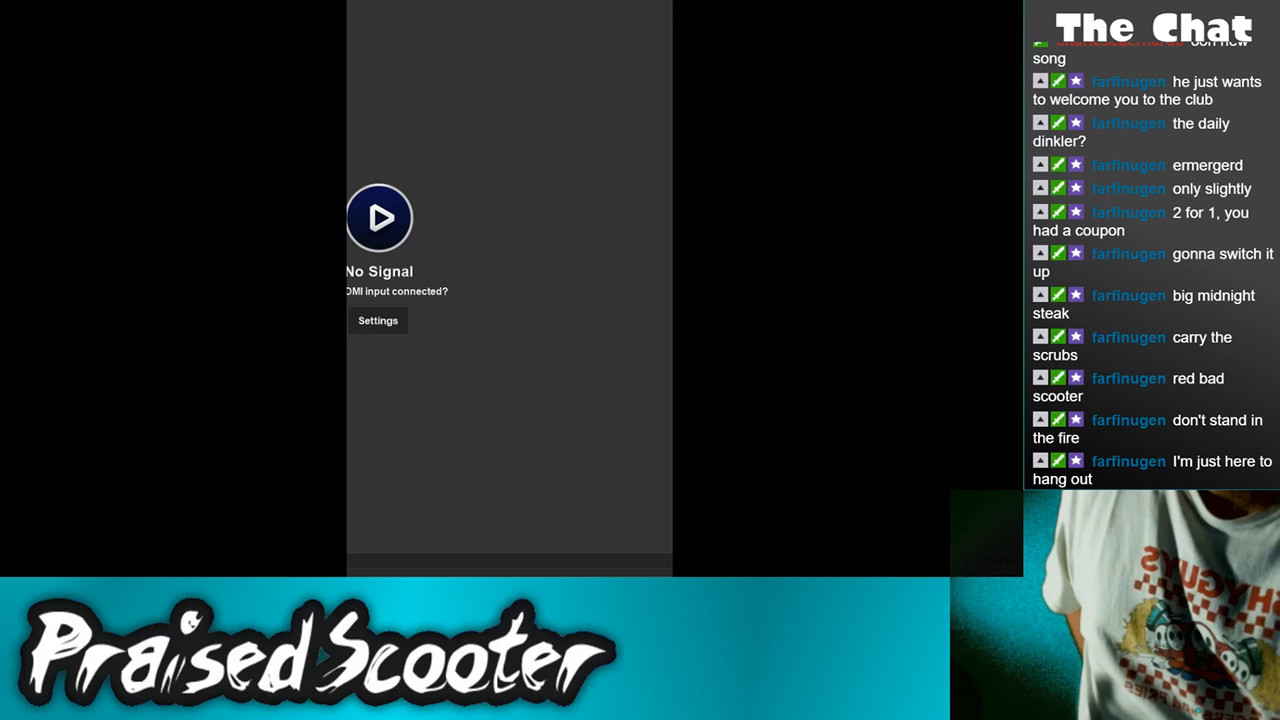 The Chat
song
farfinugen he just wants
to welcome you to the club
farfinugen the daily
dinkler?
farfinugen ermergerd
farfinugen only slightly
farfinugen 2 for 1, you
had a coupon
farfinugen gonna switch it
up
farfinugen big midnight
steak
farfinugen carry the
scrubs
farfinugen red bad
scooter
farfinugen don't stand in
the fire
farfinugen I'm just here to
hang out
No Signal
DMI input connected?
Settings
PraisedScooter
HYGUYS
FRIES